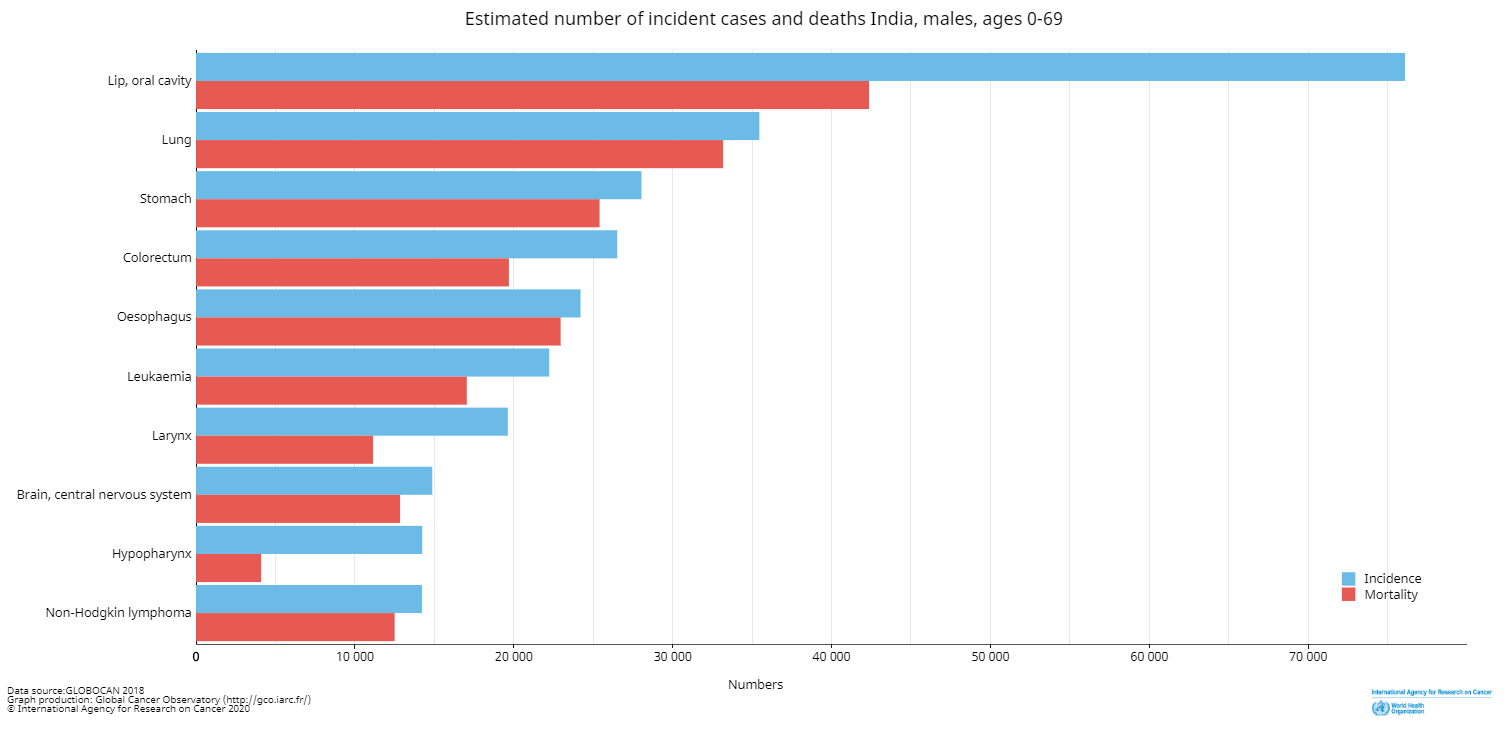 Estimated number of incident cases and deaths India, males, ages 0-69
Lip, oral cavity
Lung
Stomach
Colorectum
Oesophagus
Leukaemia
Larynx
Brain, central nervous system
Hypopharynx
Non-Hodgkin lymphoma
Incidence
Mortality
0 10 000 20 000 30 000 40 000 50 000 60 000 70 000
Numbers
Data source:GLOBOCAN 2018
Graph production: Global Cancer Observatory (http://gco.iarc.fr/)
© International Agency for Research on Cancer 2020
International Agency for Research on Cancer
World Health
Organization